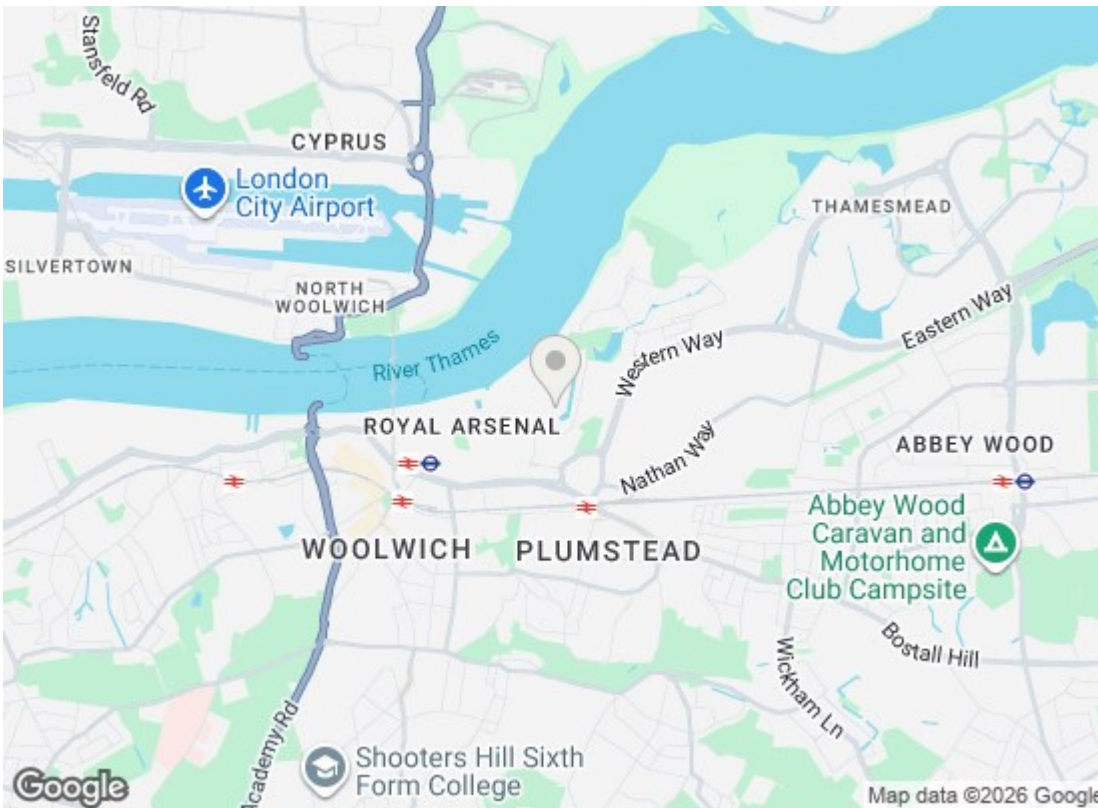 Stansfeld Rd
CYPRUS
London
City Airport
THAMESMEAD
SILVERTOWN
NORTH
WOOLWICH
Eastern Way
River Thames
Western Way
ROYAL ARSENAL
ABBEY WOOD
Nathan Way
Abbey Wood
Caravan and
Motorhome
Club Campsite
WOOLWICH
PLUMSTEAD
Bostall Hill
Wickham Ln
Academy Rd
Shooters Hill Sixth
Form College
Google
Map data ©2026 Google